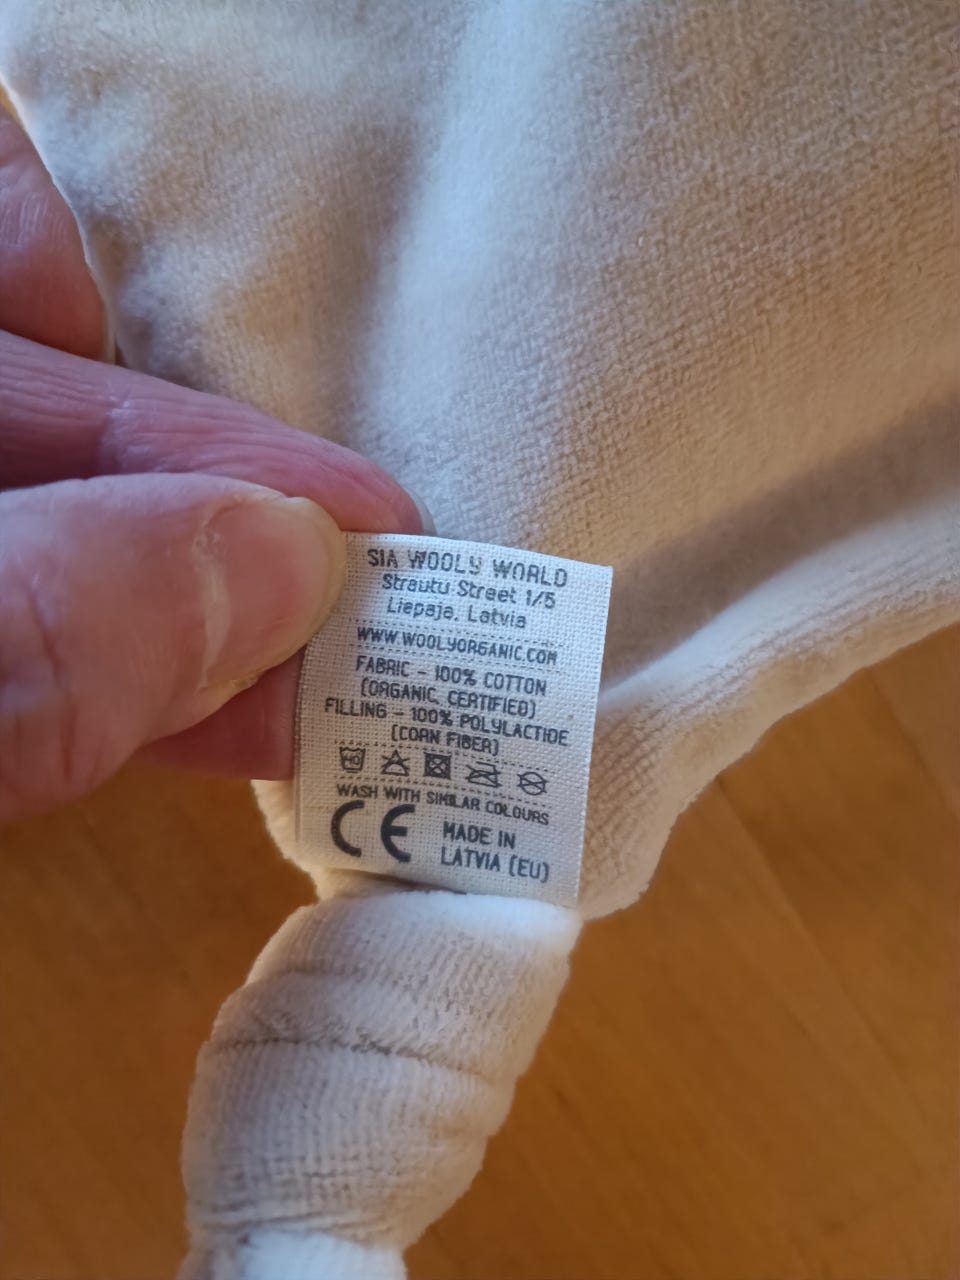 SIA WOOLY WORLD
Strautu Street 1/5
Liepaja, Latvia
WWW.WOOLYORGANIC.COM
FABRIC - 100% COTTON
(ORGANIC, CERTIFIED)
FILLING - 100% POLYLACTIDE
(CORN FIBER)
WASH WITH SIMILAR COLOURS
CE MADE IN
LATVIA (EU)